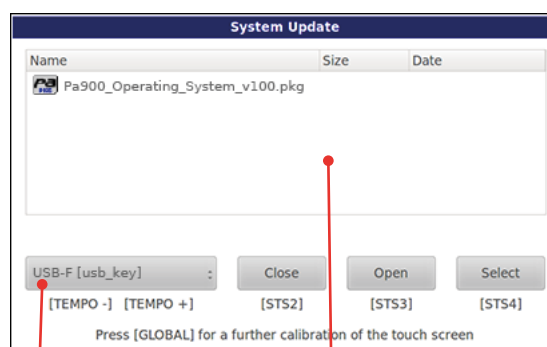 System Update
Name Size Date
Pa900_Operating_System_v100.pkg
USB-F [usb_key] Close Open Select
[TEMPO -] [TEMPO +] [STS2] [STS3] [STS4]
Press [GLOBAL] for a further calibration of the touch screen